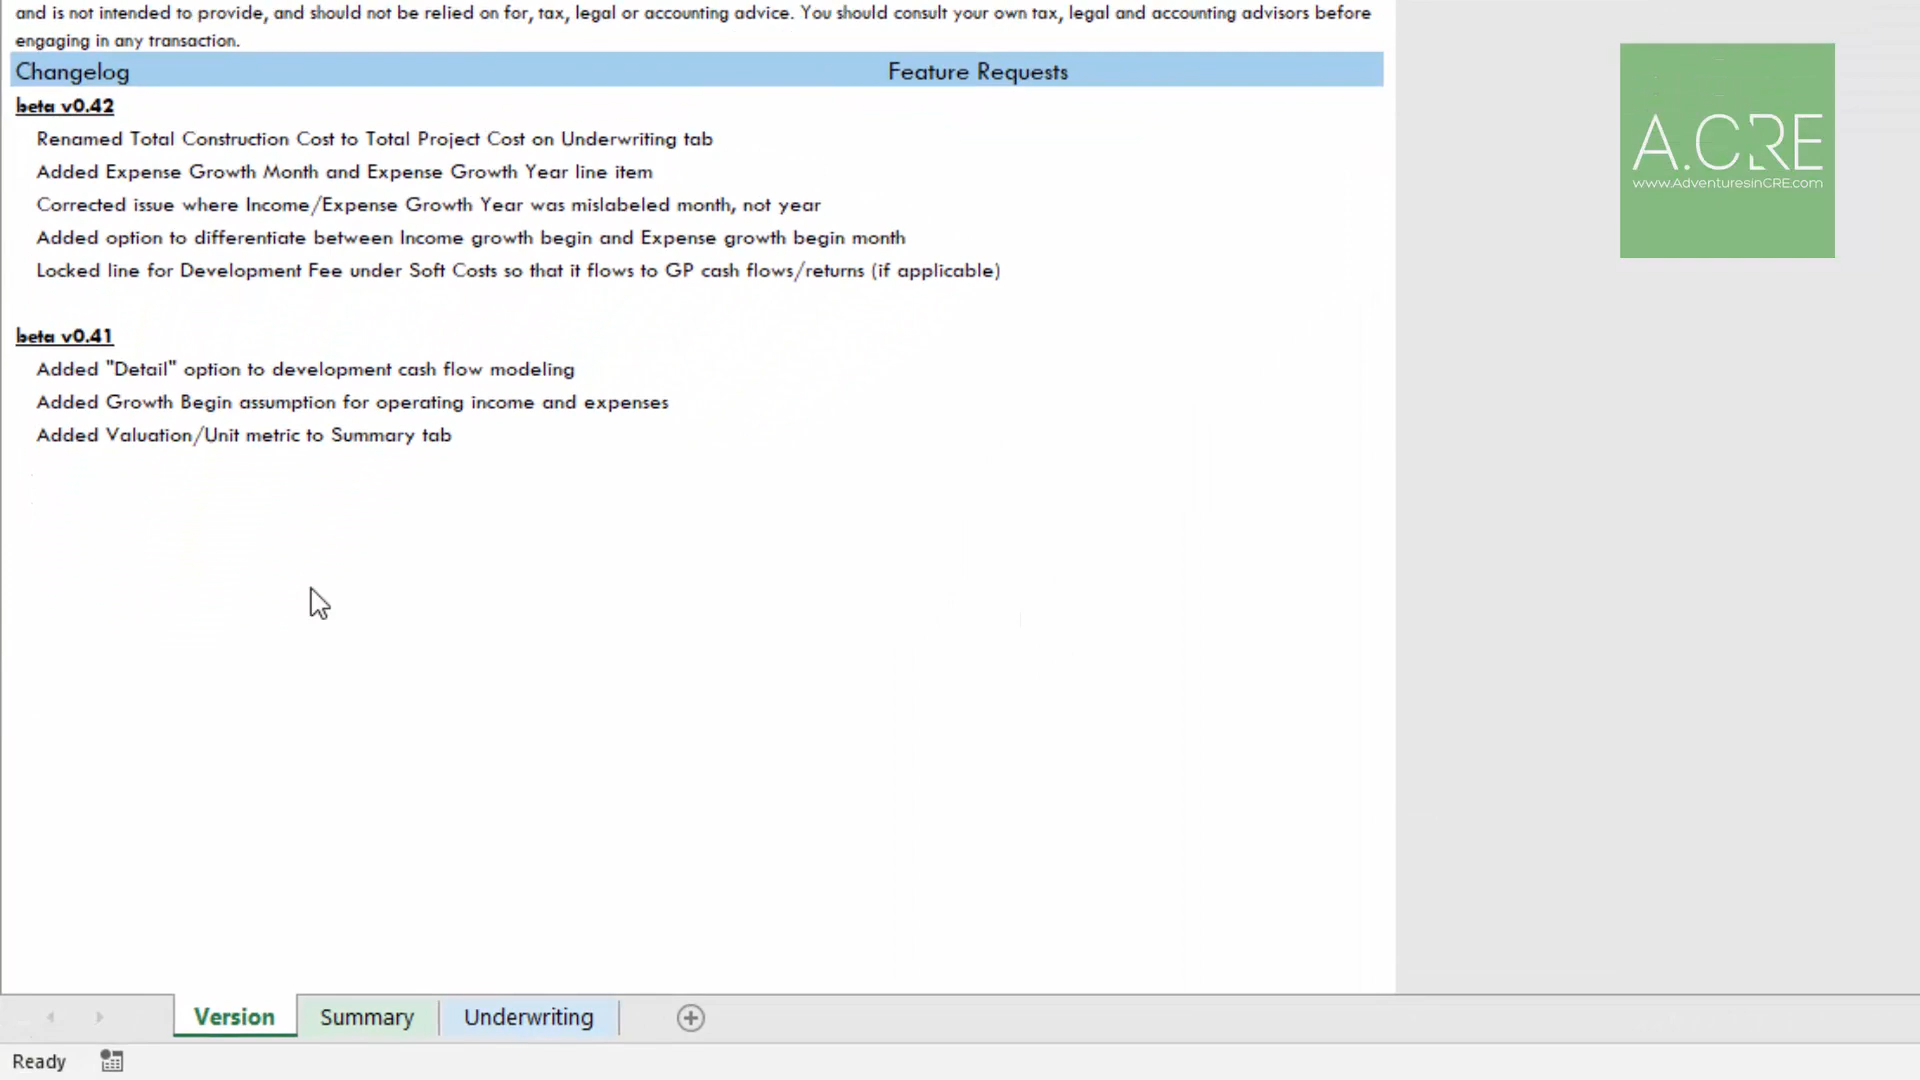 and is not intended to provide, and should not be relied on for, tax, legal or accounting advice. You should consult your own tax, legal and accounting advisors before
engaging in any transaction.
Changelog Feature Requests
beta v0.42
Renamed Total Construction Cost to Total Project Cost on Underwriting tab
Added Expense Growth Month and Expense Growth Year line item
Corrected issue where Income/Expense Growth Year was mislabeled month, not year
Added option to differentiate between Income growth begin and Expense growth begin month
Locked line for Development Fee under Soft Costs so that it flows to GP cash flows/returns (if applicable)
beta v0.41
Added "Detail" option to development cash flow modeling
Added Growth Begin assumption for operating income and expenses
Added Valuation/Unit metric to Summary tab
A.CRE
www.AdventuresinCRE.com
Version Summary Underwriting
Ready